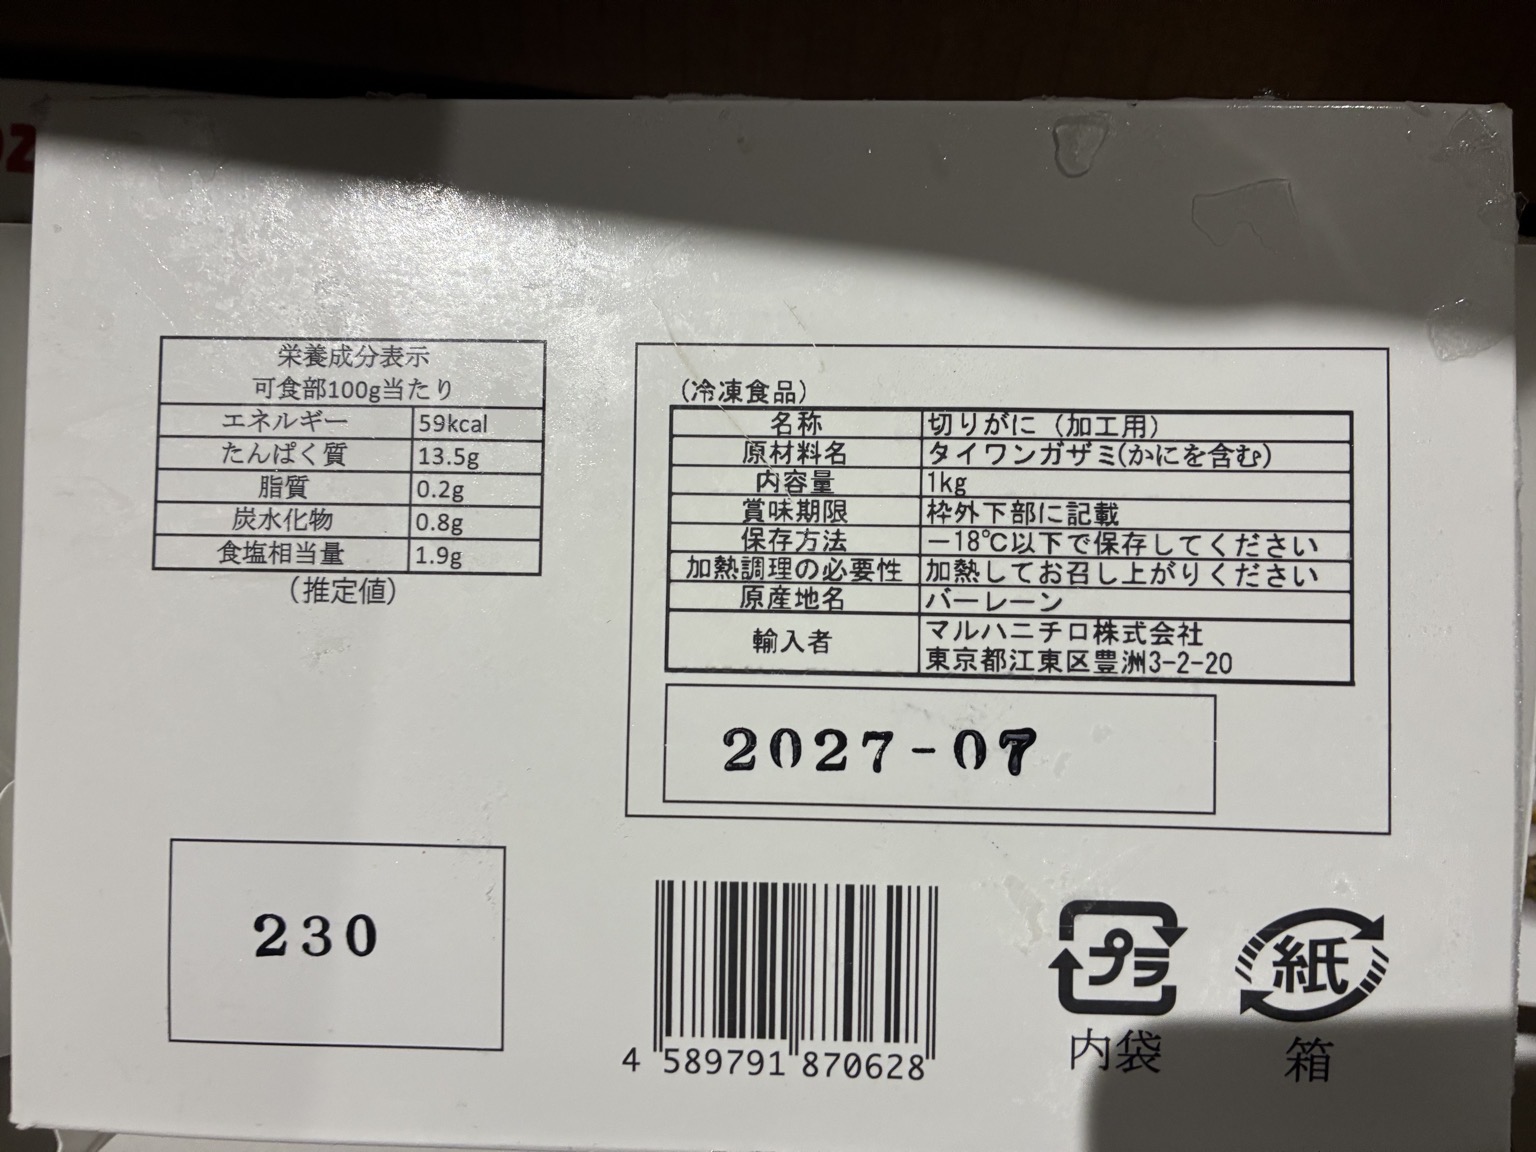 栄養成分表示
可食部100g当たり
エネルギー 59kcal
たんぱく質 13.5g
脂質 0.2g
炭水化物 0.8g
食塩相当量 1.9g
（推定値）
（冷凍食品）
名称 切りがに（加工用）
原材料名 タイワンガザミ(かにを含む)
内容量 1kg
賞味期限 枠外下部に記載
保存方法 －18℃以下で保存してください
加熱調理の必要性 加熱してお召し上がりください
原産地名 バーレーン
輸入者 マルハニチロ株式会社
東京都江東区豊洲3-2-20
2027-07
230
4 589791 870628
プラ
内袋
紙
箱